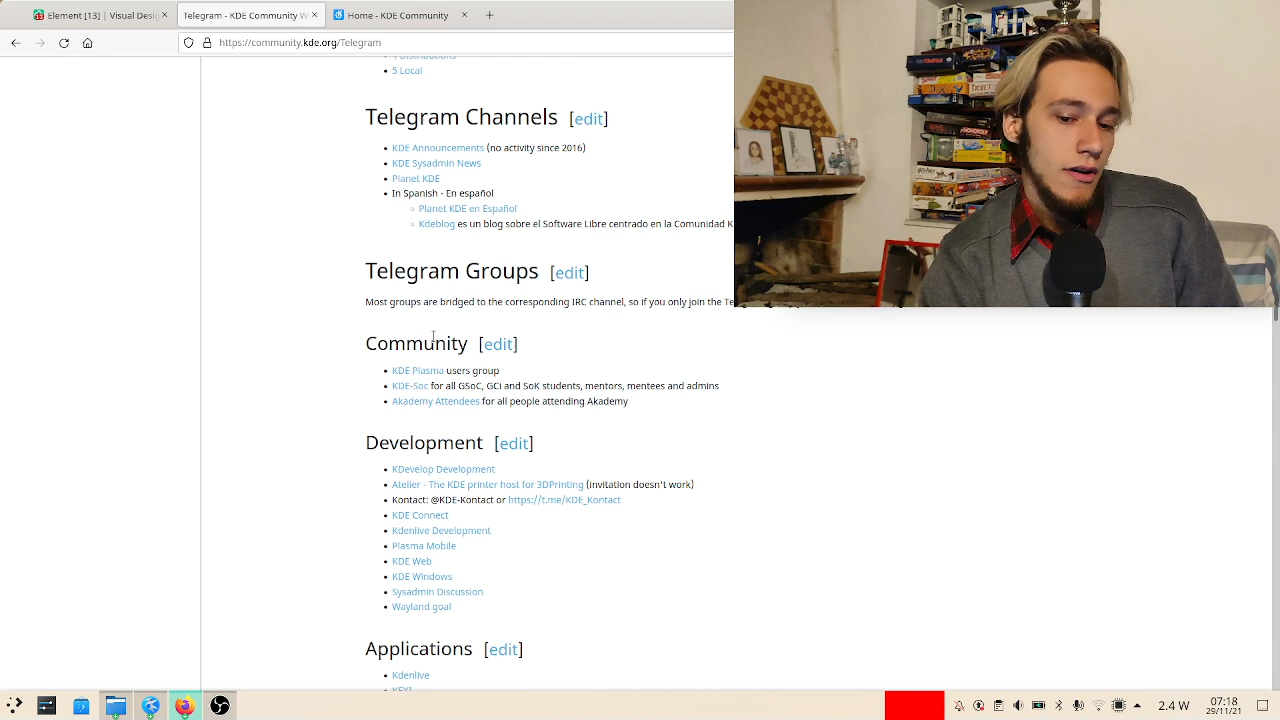 Element [13] | Visual Desig
Telegram - KDE Community W
Home - KDE Community
https://community.kde.org/Telegram
4 Distributions
5 Local
Telegram Channels [edit]
KDE Announcements (no activity since 2016)
KDE Sysadmin News
Planet KDE
In Spanish - En español
Planet KDE en Español
Kdeblog es un blog sobre el Software Libre centrado en la Comunidad K
Telegram Groups [edit]
Most groups are bridged to the corresponding IRC channel, so if you only join the Te
Community [edit]
KDE Plasma users group
KDE-Soc for all GSoC, GCi and SoK students, mentors, mentees and admins
Akademy Attendees for all people attending Akademy
Development [edit]
KDevelop Development
Atelier - The KDE printer host for 3DPrinting (invitation doesn't work)
Kontact: @KDE-Kontact or https://t.me/KDE_Kontact
KDE Connect
Kdenlive Development
Plasma Mobile
KDE Web
KDE Windows
Sysadmin Discussion
Wayland goal
Applications [edit]
Kdenlive
KEXI
MONOPOLY
TICKET
2.4 W
07:18
29/11/21